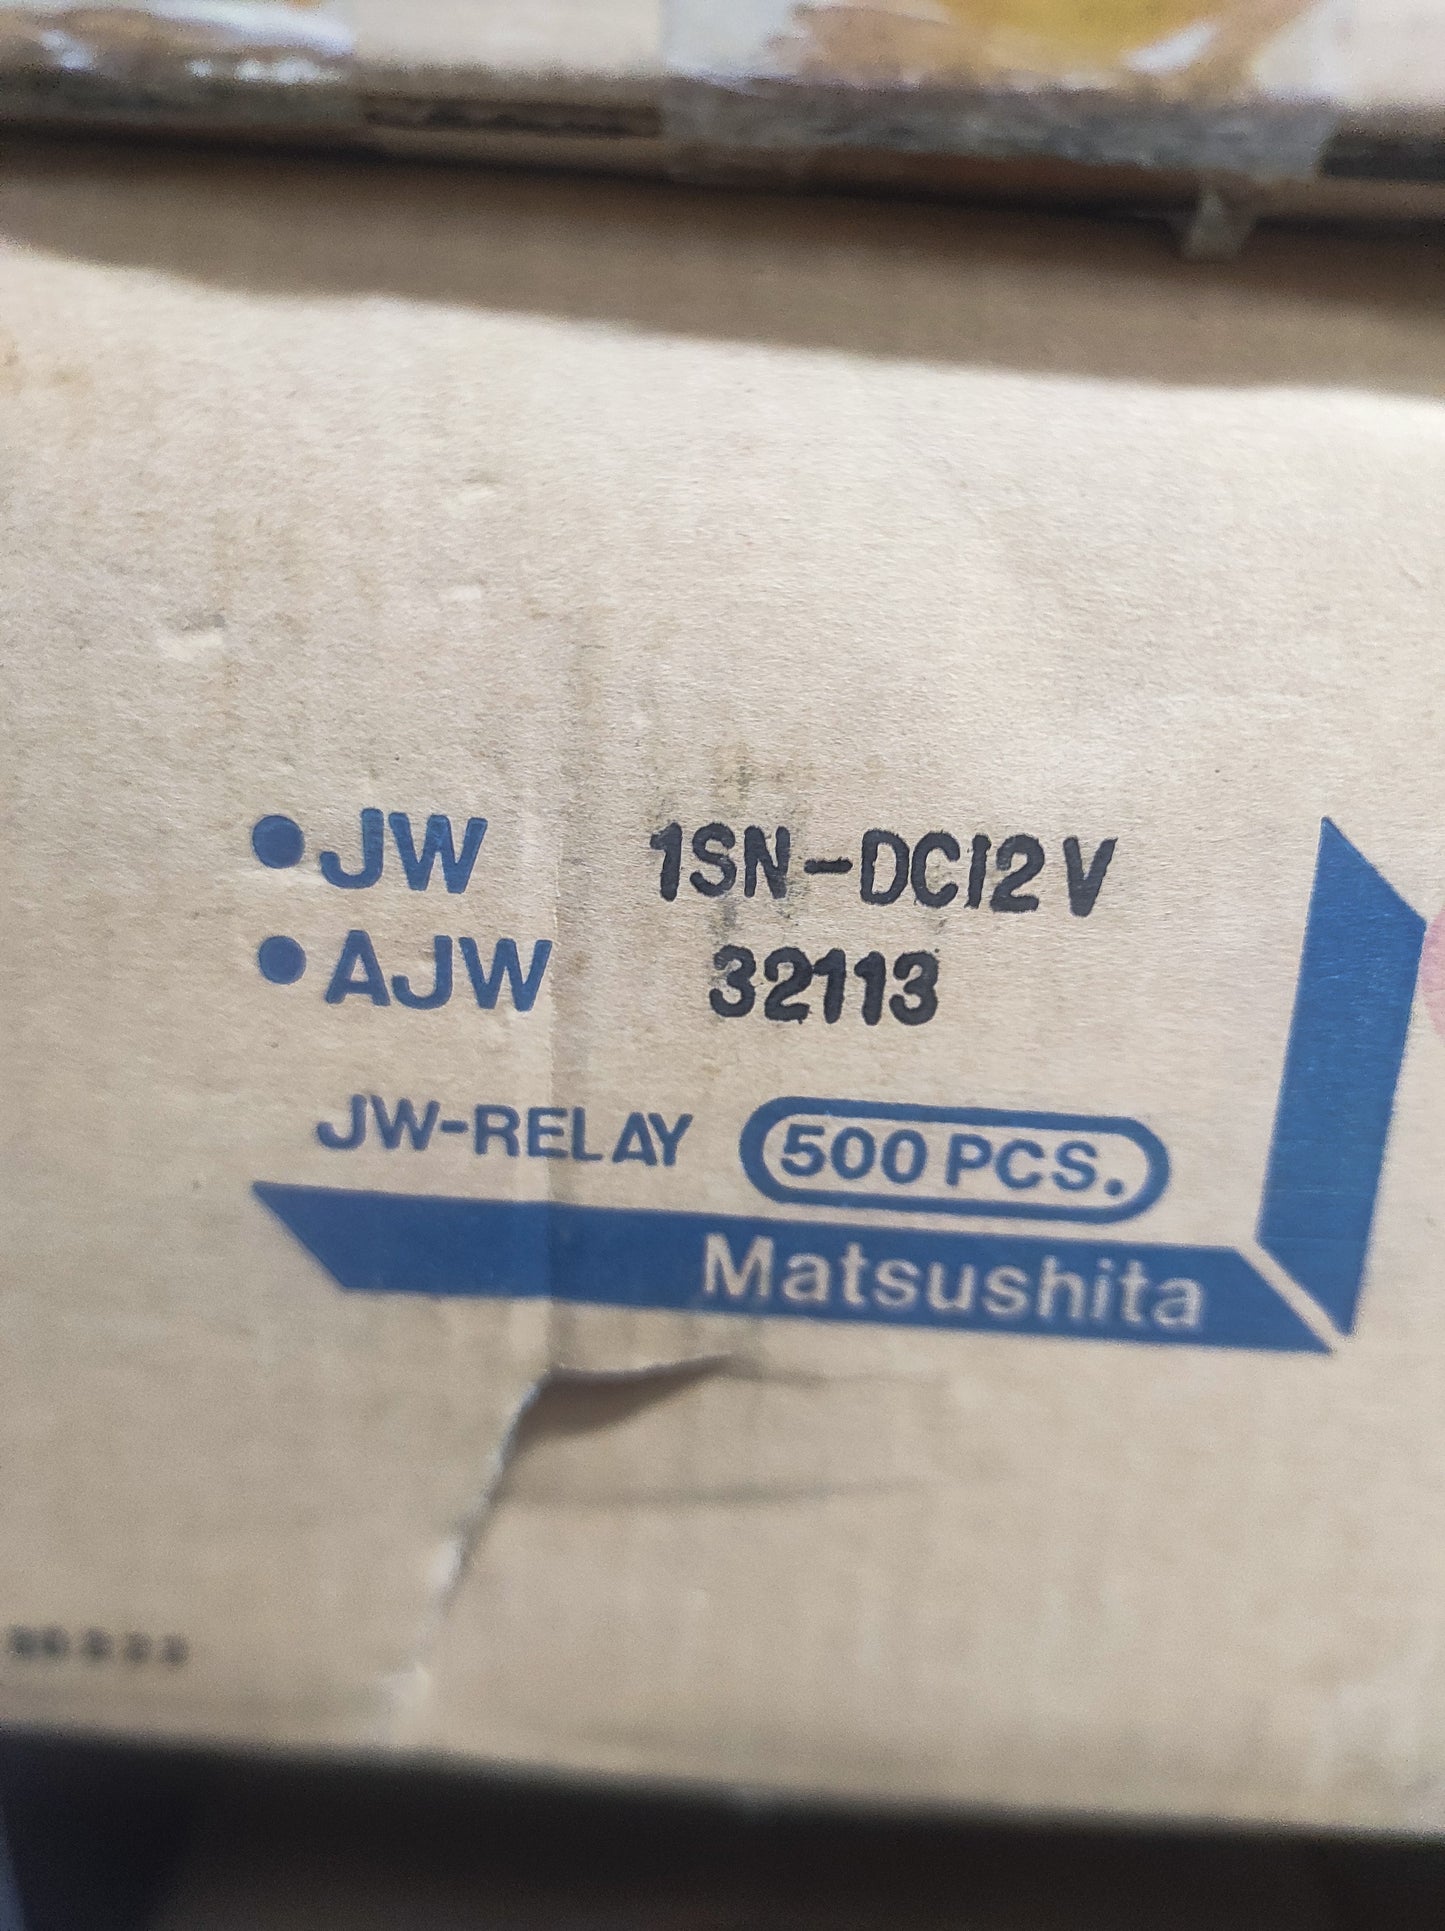 ●JW 1SN-DC12V
●AJW 32113
JW-RELAY 500 PCS.
Matsushita